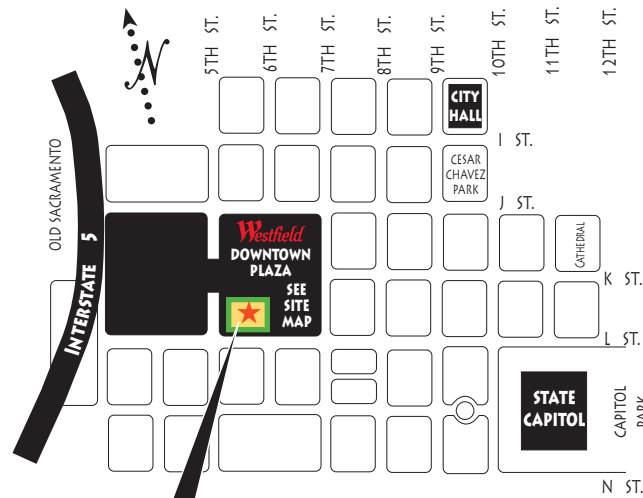 N
5TH ST.
6TH ST.
7TH ST.
8TH ST.
9TH ST.
10TH ST.
11TH ST.
12TH ST.
CITY
HALL
I ST.
OLD SACRAMENTO
CESAR
CHAVEZ
PARK
J ST.
Westfield
DOWNTOWN
PLAZA
SEE
SITE
MAP
CATHEDRAL
K ST.
INTERSTATE 5
L ST.
STATE
CAPITOL
CAPITOL
PARK
N ST.